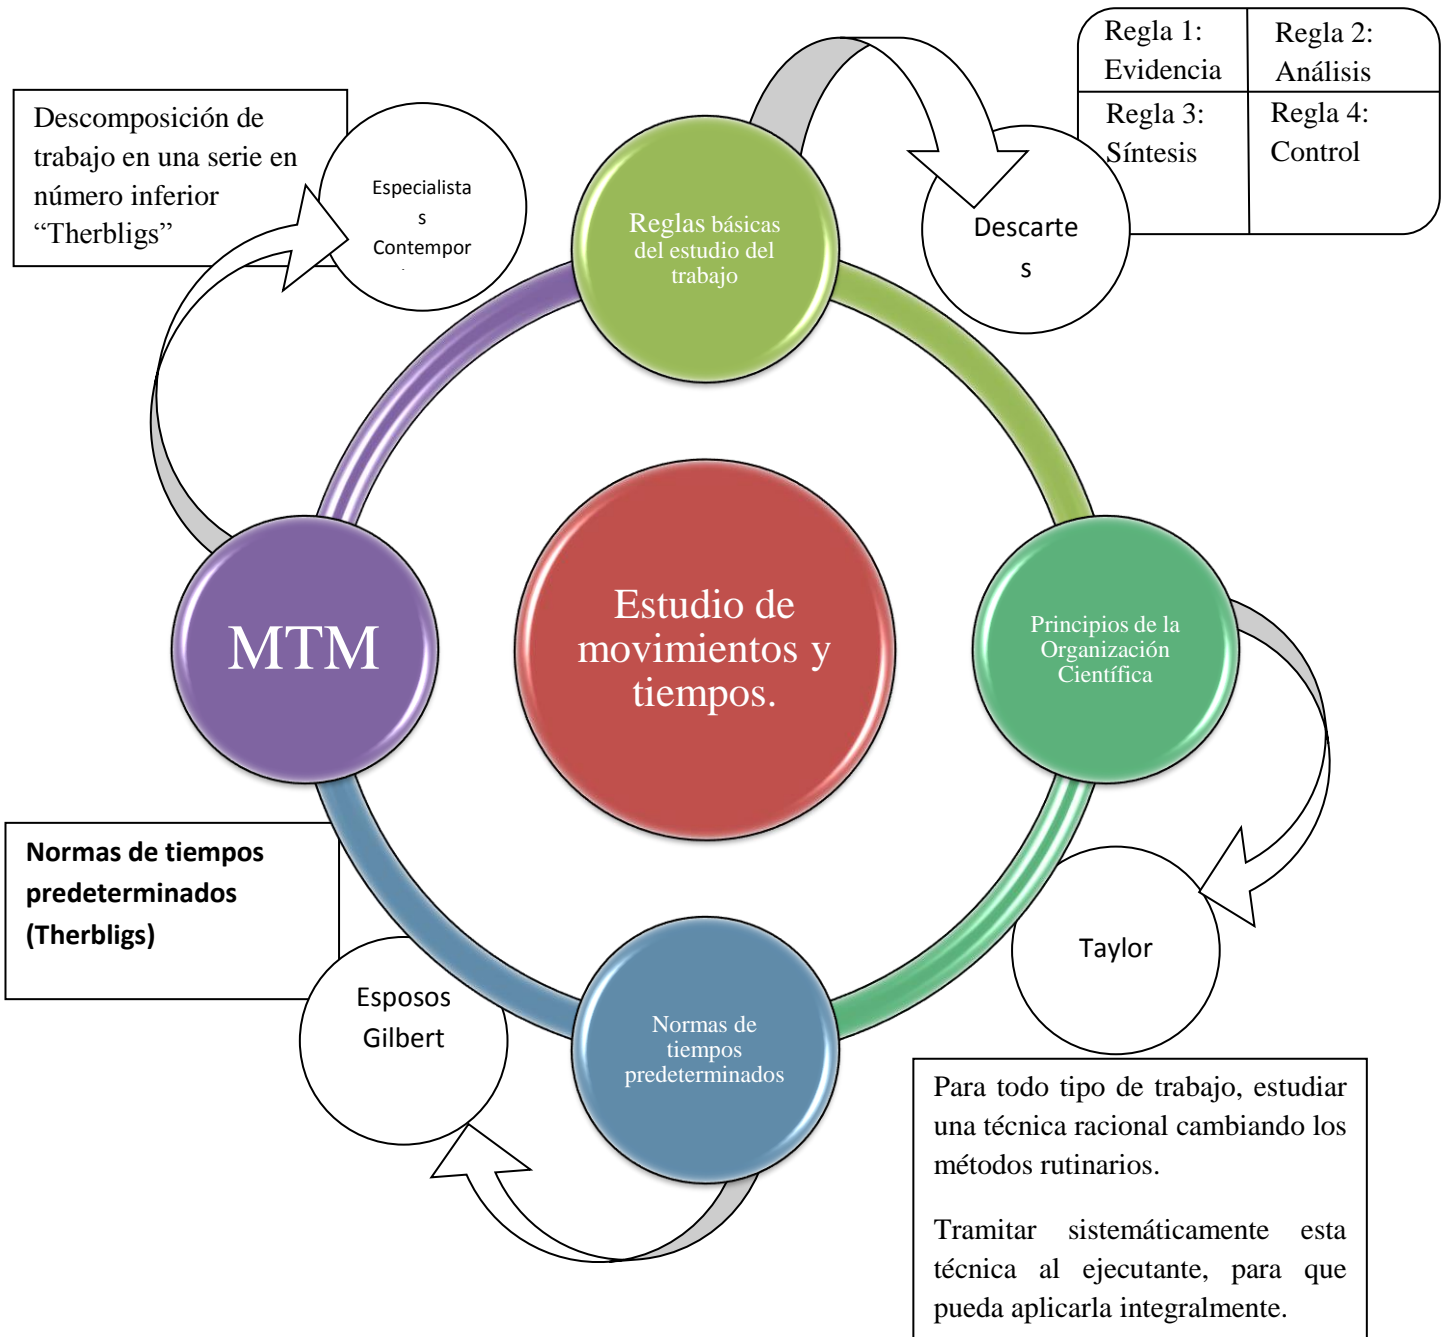 Regla 1:
Evidencia
Regla 2:
Análisis
Regla 3:
Síntesis
Regla 4:
Control
Descarte
s
Reglas básicas
del estudio del
trabajo
Descomposición de
trabajo en una serie en
número inferior
“Therbligs”
Especialista
s
Contempor
MTM
Estudio de
movimientos y
tiempos.
Principios de la
Organización
Científica
Normas de tiempos
predeterminados
(Therbligs)
Esposos
Gilbert
Normas de
tiempos
predeterminados
Taylor
Para todo tipo de trabajo, estudiar
una técnica racional cambiando los
métodos rutinarios.
Tramitar sistemáticamente esta
técnica al ejecutante, para que
pueda aplicarla integralmente.